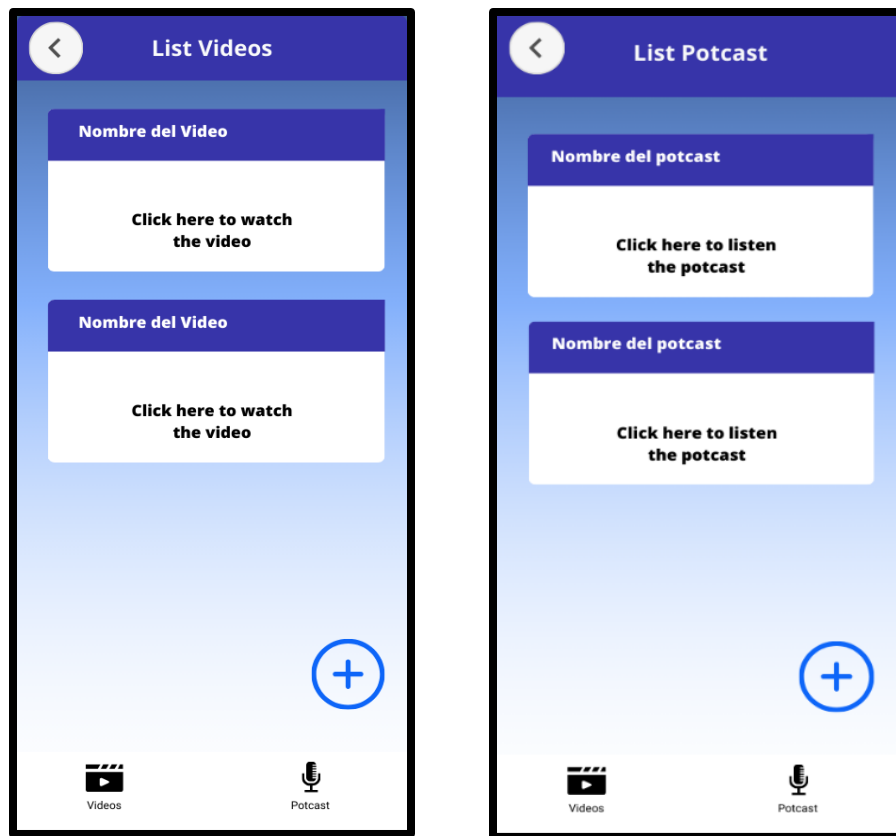 List Videos
Nombre del Video
Click here to watch
the video
Nombre del Video
Click here to watch
the video
Videos
Potcast
List Potcast
Nombre del potcast
Click here to listen
the potcast
Nombre del potcast
Click here to listen
the potcast
Videos
Potcast